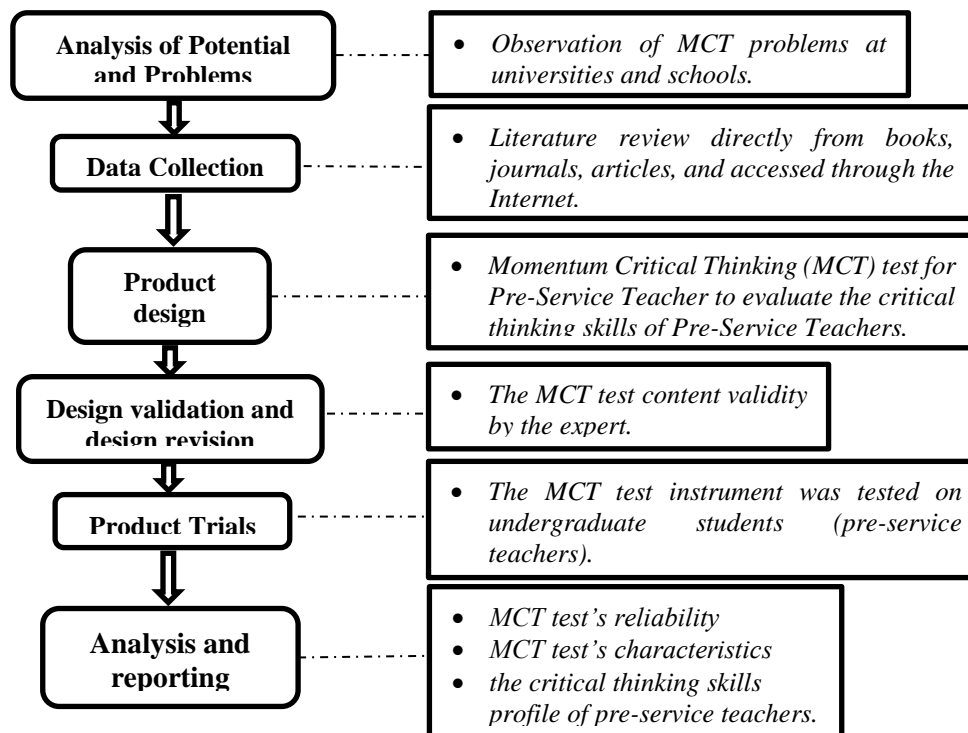 Analysis of Potential
and Problems
• Observation of MCT problems at
universities and schools.
Data Collection
• Literature review directly from books,
journals, articles, and accessed through the
Internet.
Product
design
• Momentum Critical Thinking (MCT) test for
Pre-Service Teacher to evaluate the critical
thinking skills of Pre-Service Teachers.
Design validation and
design revision
• The MCT test content validity
by the expert.
Product Trials
• The MCT test instrument was tested on
undergraduate students (pre-service
teachers).
Analysis and
reporting
• MCT test’s reliability
• MCT test’s characteristics
• the critical thinking skills
profile of pre-service teachers.